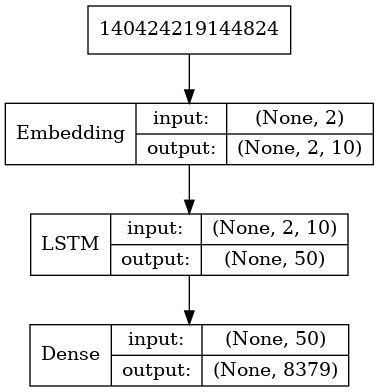 140424219144824
Embedding
input: (None, 2)
output: (None, 2, 10)
LSTM
input: (None, 2, 10)
output: (None, 50)
Dense
input: (None, 50)
output: (None, 8379)